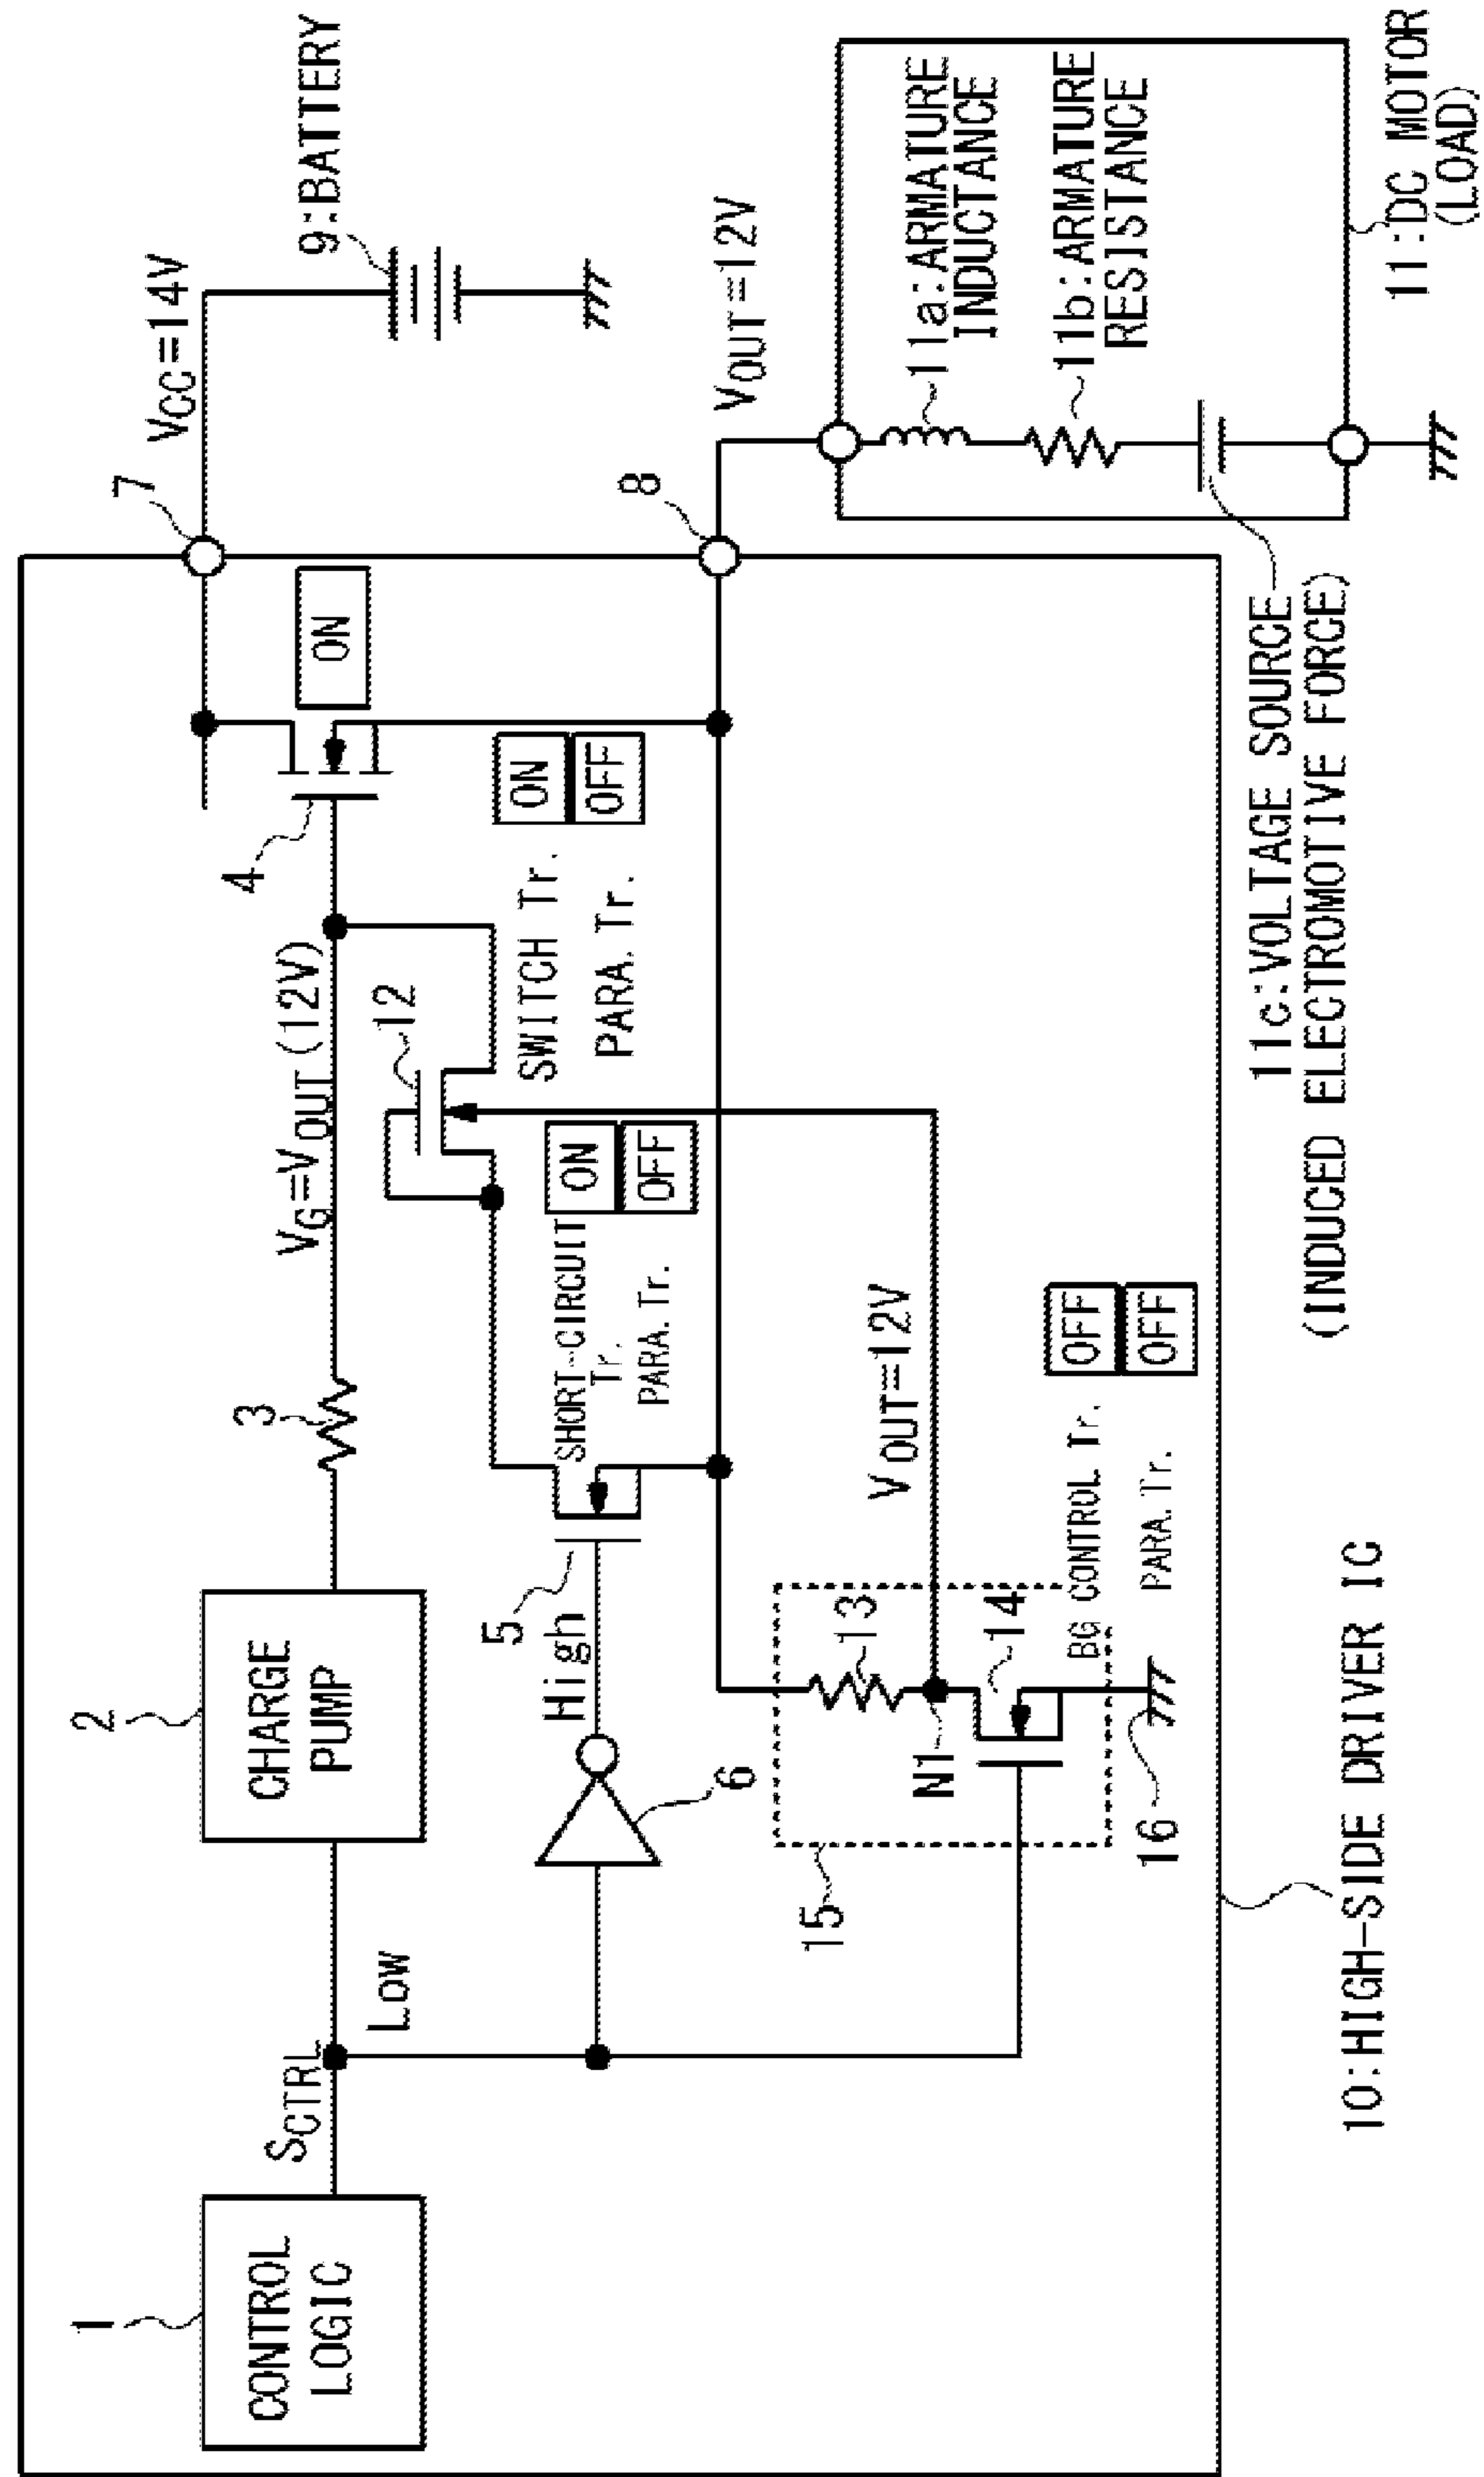 1
CONTROL
LOGIC
SCTRL
Low
2
CHARGE
PUMP
3
VG=VOUT (12V)
4
ON
7
VCC=14V
9:BATTERY
12
SWITCH Tr.
ON
PARA. Tr.
OFF
5
High
6
SHORT-CIRCUIT
Tr.
ON
PARA. Tr.
OFF
8
VOUT=12V
11a:ARMATURE
INDUCTANCE
11b:ARMATURE
RESISTANCE
11:DC MOTOR
(LOAD)
15
13
N1
14
16
VOUT=12V
BG CONTROL Tr.
OFF
PARA. Tr.
OFF
11c:VOLTAGE SOURCE
(INDUCED ELECTROMOTIVE FORCE)
10:HIGH-SIDE DRIVER IC